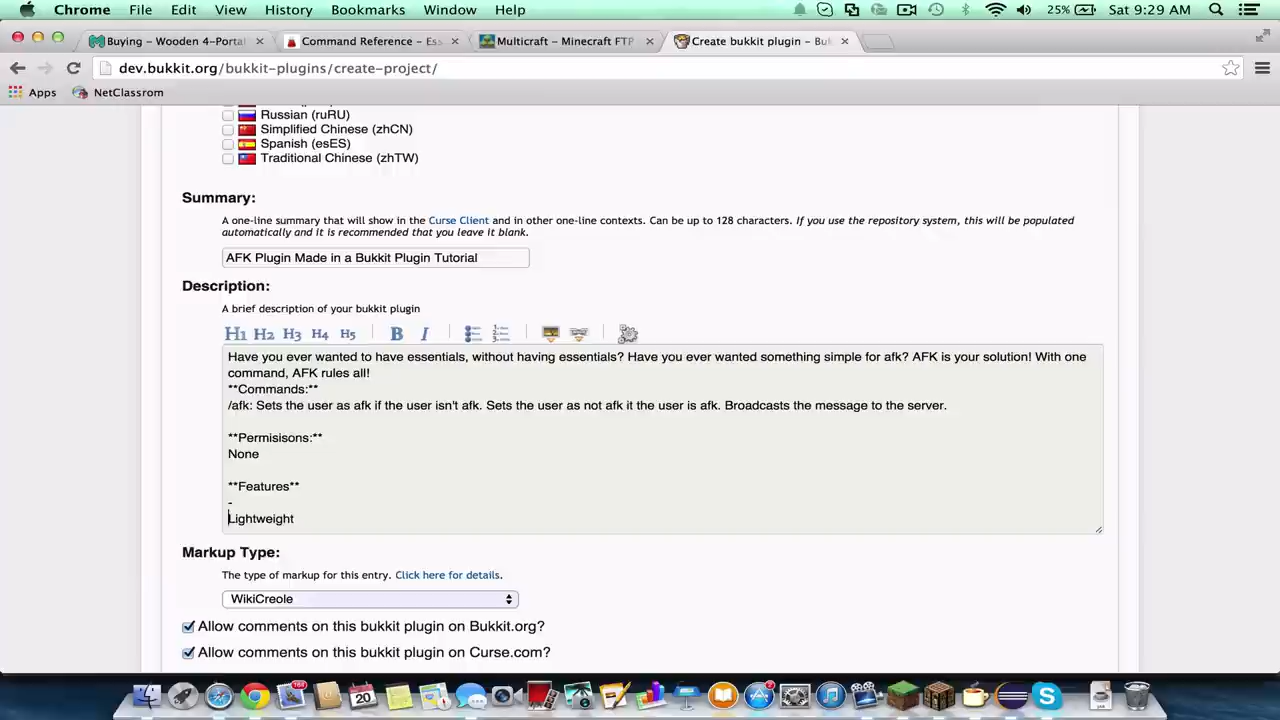 Chrome File Edit View History Bookmarks Window Help 25% Sat 9:29 AM
Buying – Wooden 4-Porta Command Reference – Ess Multicraft – Minecraft FTP Create bukkit plugin – Buk
dev.bukkit.org/bukkit-plugins/create-project/
Apps NetClassrom
Russian (ruRU)
Simplified Chinese (zhCN)
Spanish (esES)
Traditional Chinese (zhTW)
Summary:
A one-line summary that will show in the Curse Client and in other one-line contexts. Can be up to 128 characters. If you use the repository system, this will be populated
automatically and it is recommended that you leave it blank.
AFK Plugin Made in a Bukkit Plugin Tutorial
Description:
A brief description of your bukkit plugin
H1 H2 H3 H4 H5 B I
Have you ever wanted to have essentials, without having essentials? Have you ever wanted something simple for afk? AFK is your solution! With one
command, AFK rules all!
**Commands:**
/afk: Sets the user as afk if the user isn't afk. Sets the user as not afk it the user is afk. Broadcasts the message to the server.
**Permisisons:**
None
**Features**
-
Lightweight
Markup Type:
The type of markup for this entry. Click here for details.
WikiCreole
Allow comments on this bukkit plugin on Bukkit.org?
Allow comments on this bukkit plugin on Curse.com?